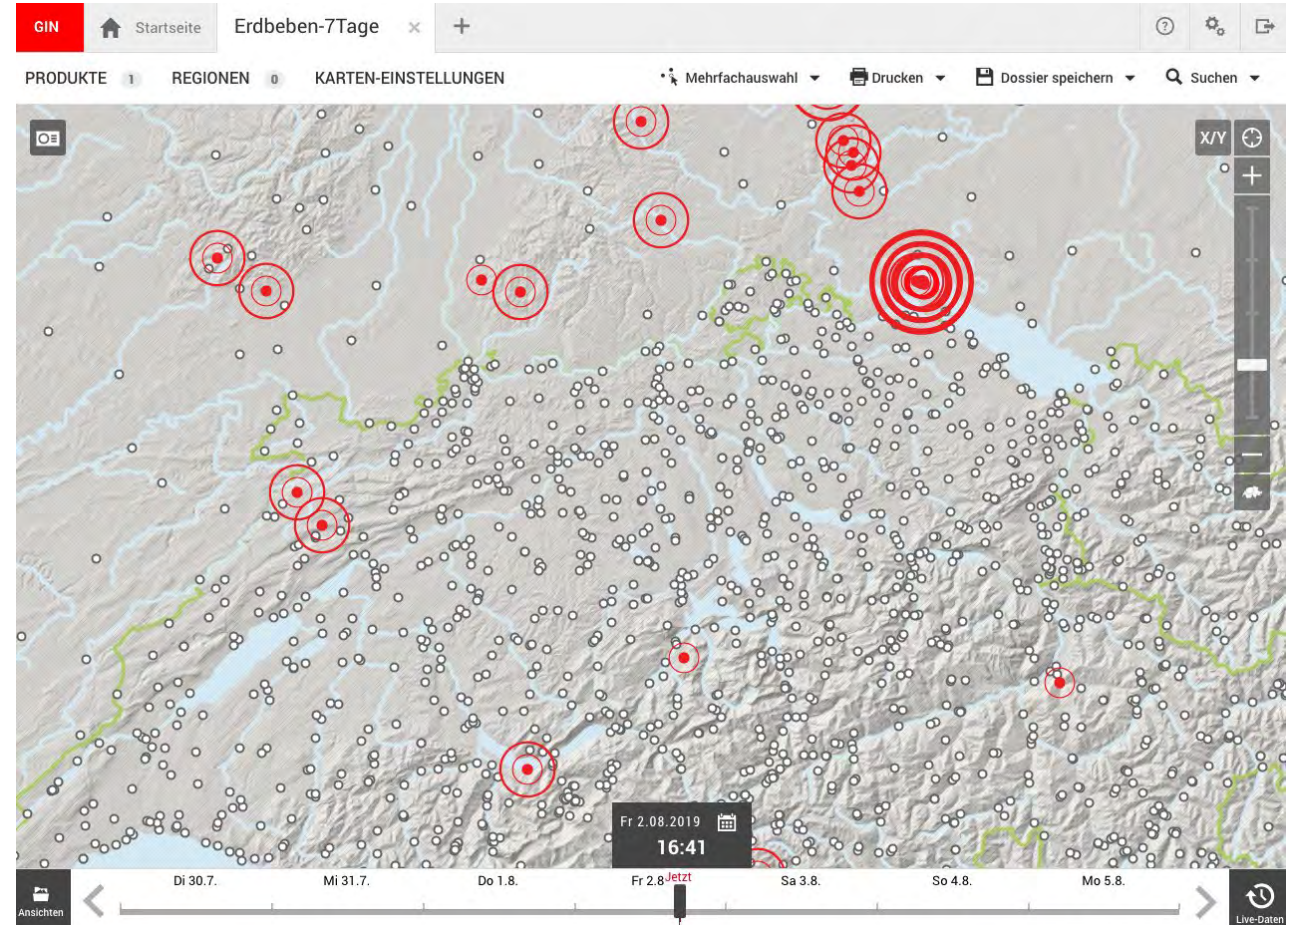 GIN Startseite Erdbeben-7Tage × +
PRODUKTE 1 REGIONEN 0 KARTEN-EINSTELLUNGEN Mehrfachauswahl Drucken Dossier speichern Suchen
X/Y
Fr 2.08.2019
16:41
Di 30.7. Mi 31.7. Do 1.8. Fr 2.8 Jetzt Sa 3.8. So 4.8. Mo 5.8.
Ansichten Live-Daten